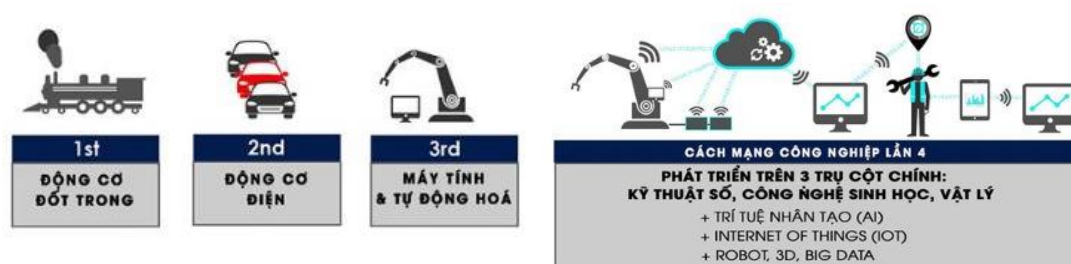 1st
ĐỘNG CƠ
ĐỐT TRONG
2nd
ĐỘNG CƠ
ĐIỆN
3rd
MÁY TÍNH
& TỰ ĐỘNG HOÁ
CÁCH MẠNG CÔNG NGHIỆP LẦN 4
PHÁT TRIỂN TRÊN 3 TRỤ CỘT CHÍNH:
KỸ THUẬT SỐ, CÔNG NGHỆ SINH HỌC, VẬT LÝ
+ TRÍ TUỆ NHÂN TẠO (AI)
+ INTERNET OF THINGS (IOT)
+ ROBOT, 3D, BIG DATA